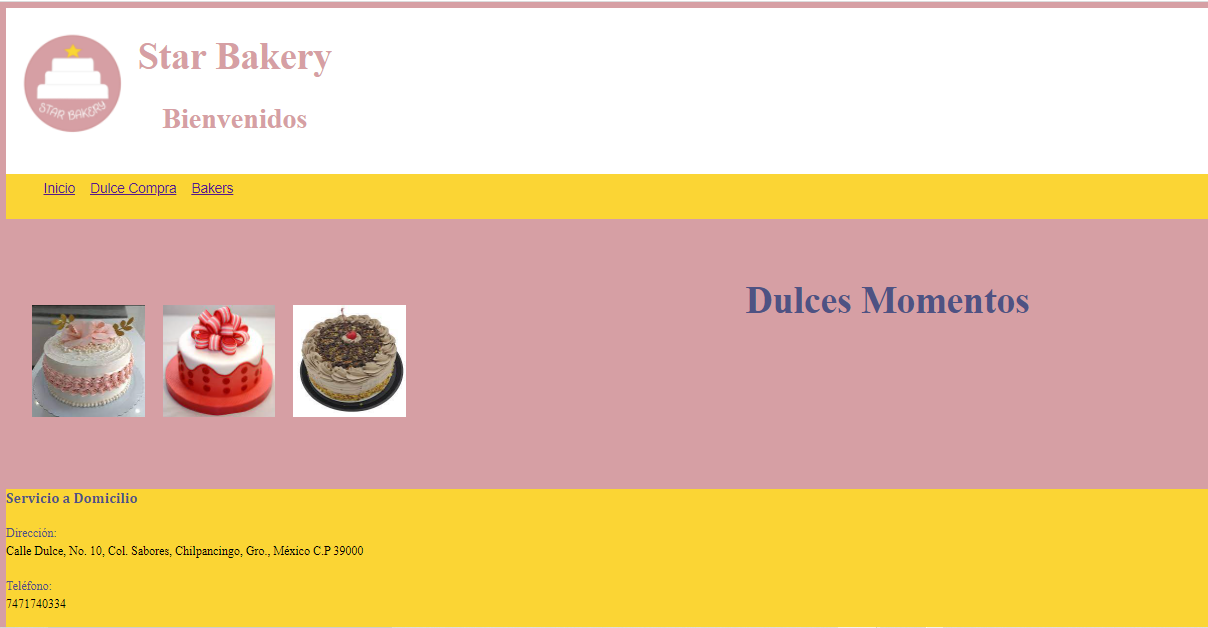 STAR BAKERY
Star Bakery
Bienvenidos
Inicio Dulce Compra Bakers
Dulces Momentos
Servicio a Domicilio
Dirección:
Calle Dulce, No. 10, Col. Sabores, Chilpancingo, Gro., México C.P 39000
Teléfono:
7471740334